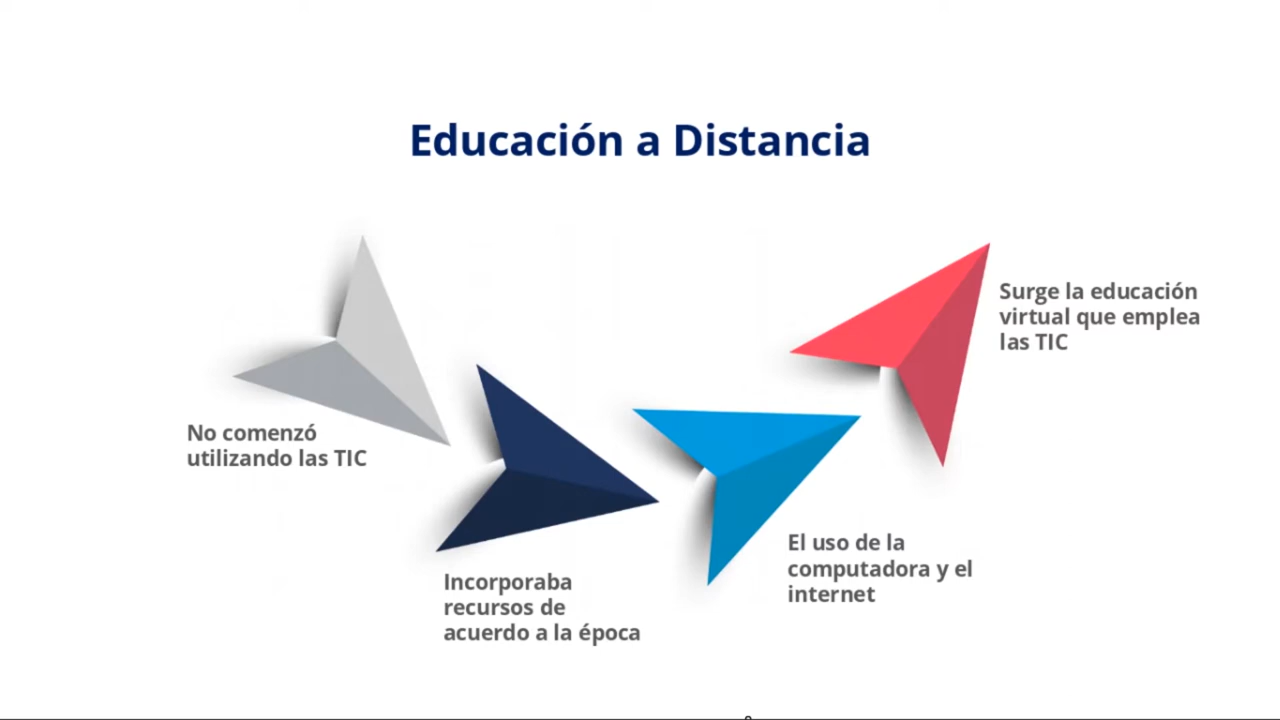 Educación a Distancia
No comenzó
utilizando las TIC
Incorporaba
recursos de
acuerdo a la época
El uso de la
computadora y el
internet
Surge la educación
virtual que emplea
las TIC